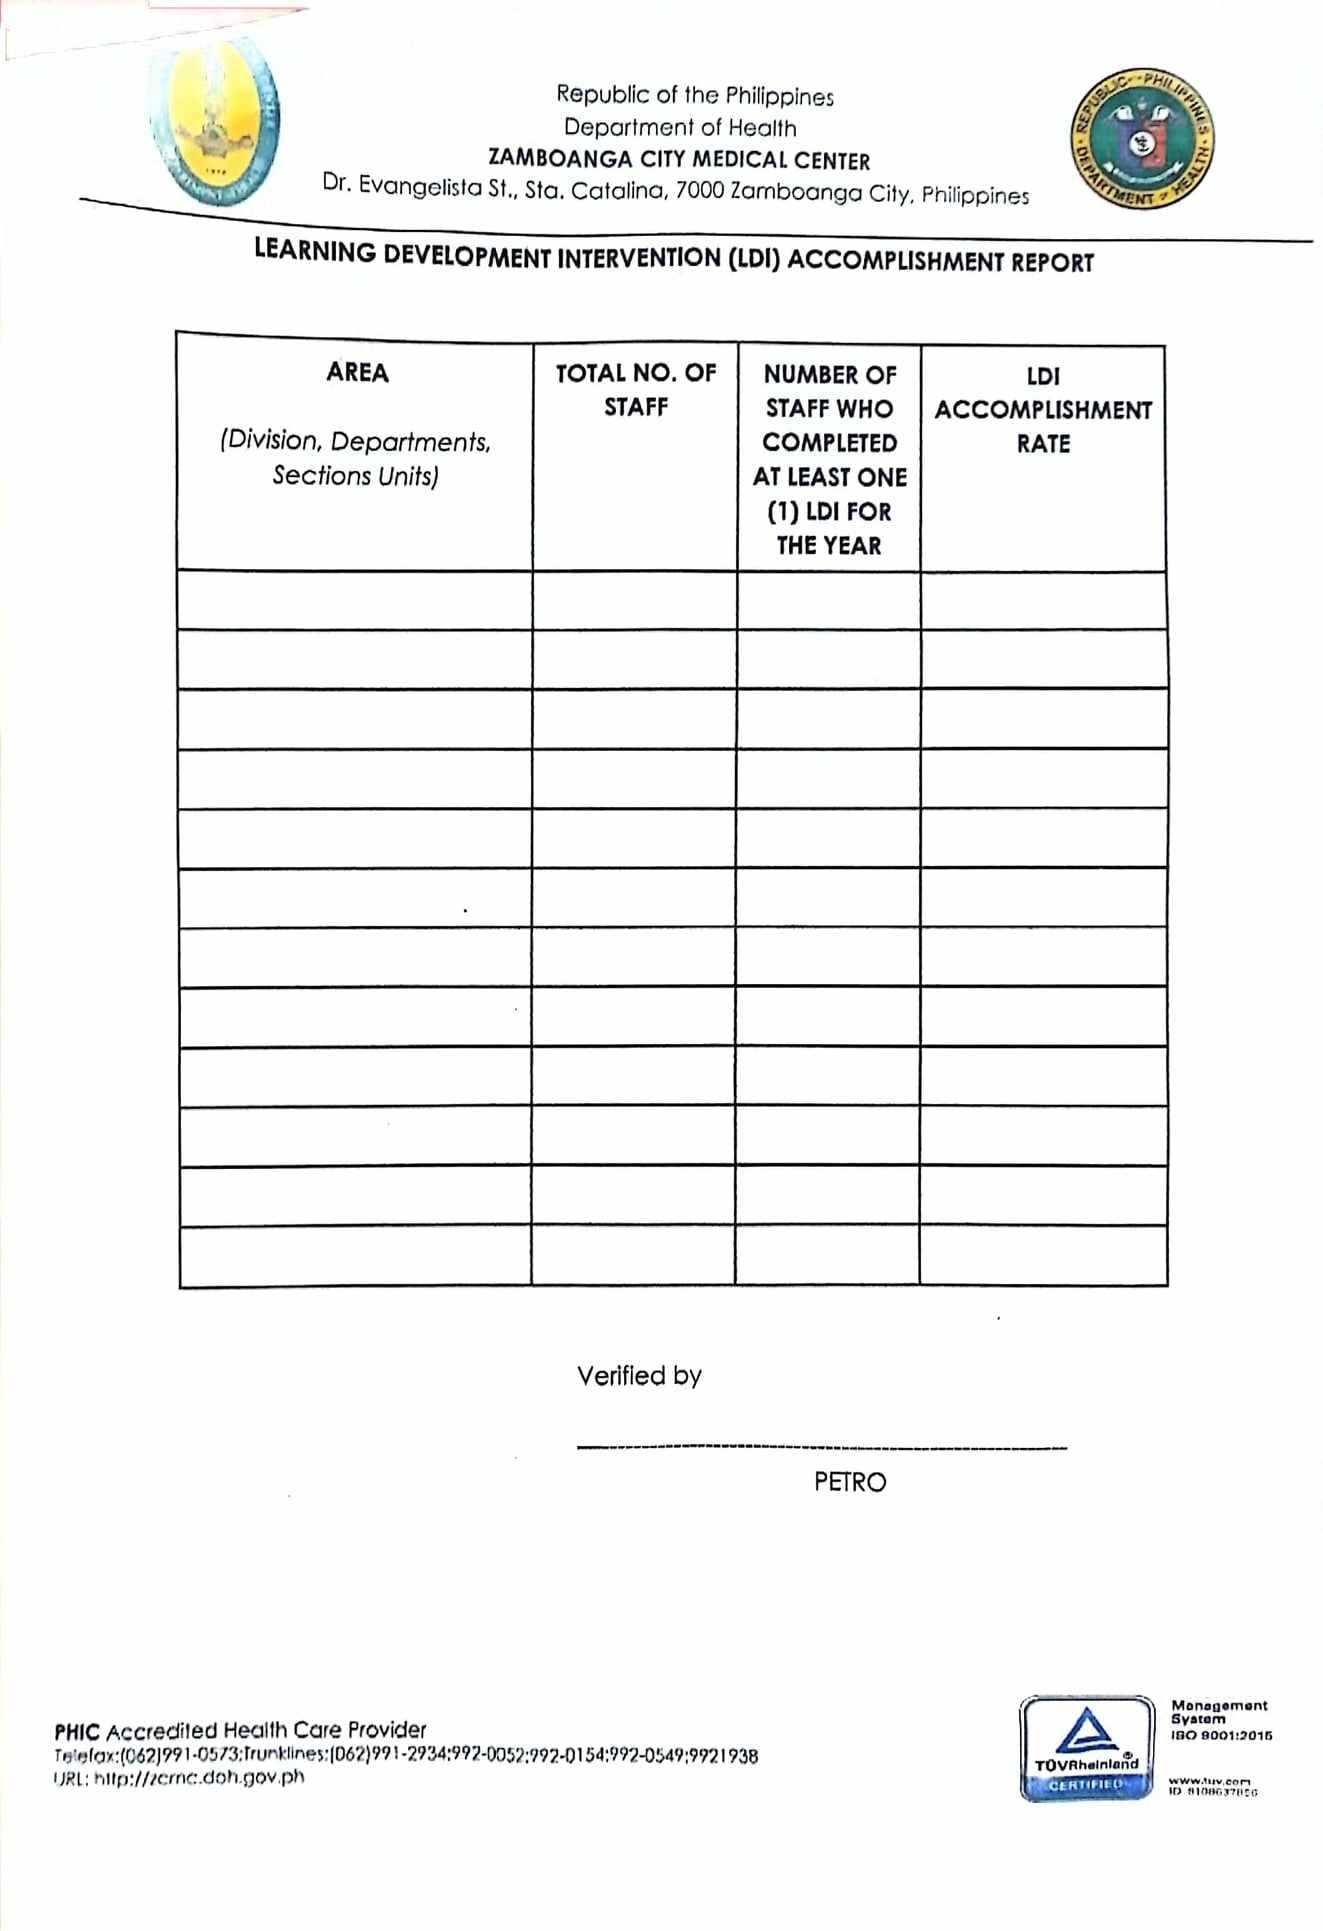 Republic of the Philippines
Department of Health
ZAMBOANGA CITY MEDICAL CENTER
Dr. Evangelista St., Sta. Catalina, 7000 Zamboanga City, Philippines
REPUBLIC PHILIPPINES
DEPARTMENT of HEALTH
LEARNING DEVELOPMENT INTERVENTION (LDI) ACCOMPLISHMENT REPORT
AREA
(Division, Departments,
Sections Units)
TOTAL NO. OF
STAFF
NUMBER OF
STAFF WHO
COMPLETED
AT LEAST ONE
(1) LDI FOR
THE YEAR
LDI
ACCOMPLISHMENT
RATE
Verified by
PETRO
PHIC Accredited Health Care Provider
Telefax:(062)991-0573;Trunklines:(062)991-2934;992-0052;992-0154;992-0549;9921938
URL: http://zcmc.doh.gov.ph
TÜVRheinland®
CERTIFIED
Management
System
ISO 9001:2015
www.tuv.com
ID